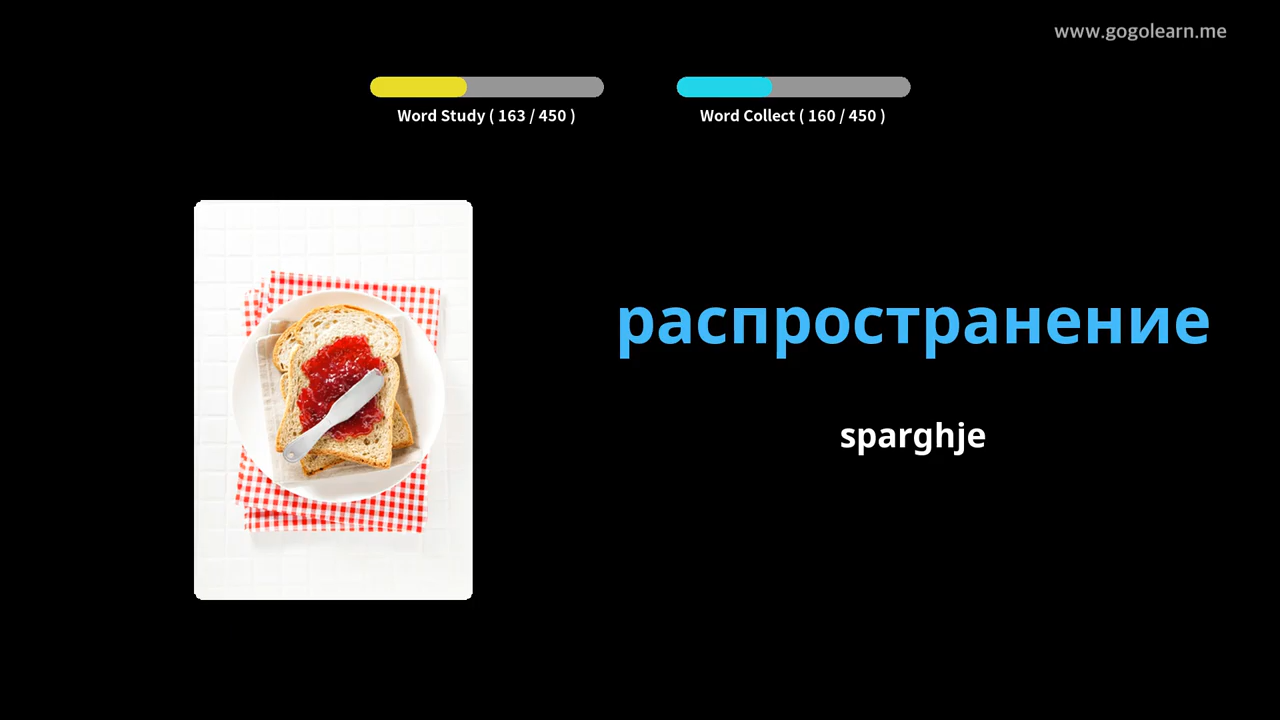 www.gogolearn.me
Word Study ( 163 / 450 )
Word Collect ( 160 / 450 )
распространение
sparghje